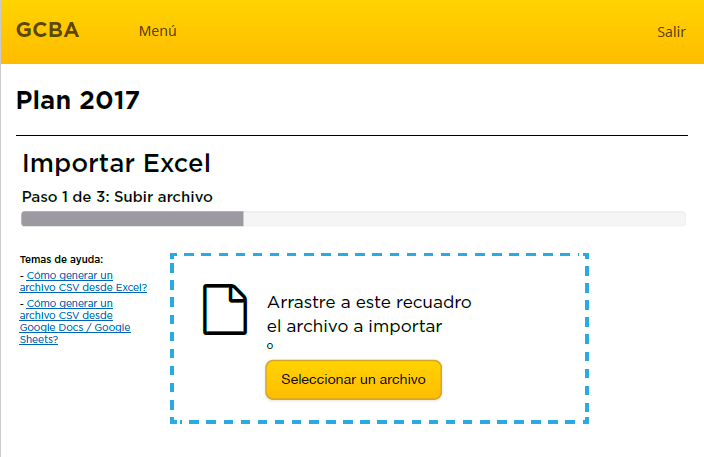 GCBA
Menú
Salir
Plan 2017
Importar Excel
Paso 1 de 3: Subir archivo
Temas de ayuda:
- Cómo generar un
archivo CSV desde Excel?
- Cómo generar un
archivo CSV desde
Google Docs / Google
Sheets?
Arrastre a este recuadro
el archivo a importar
o
Seleccionar un archivo